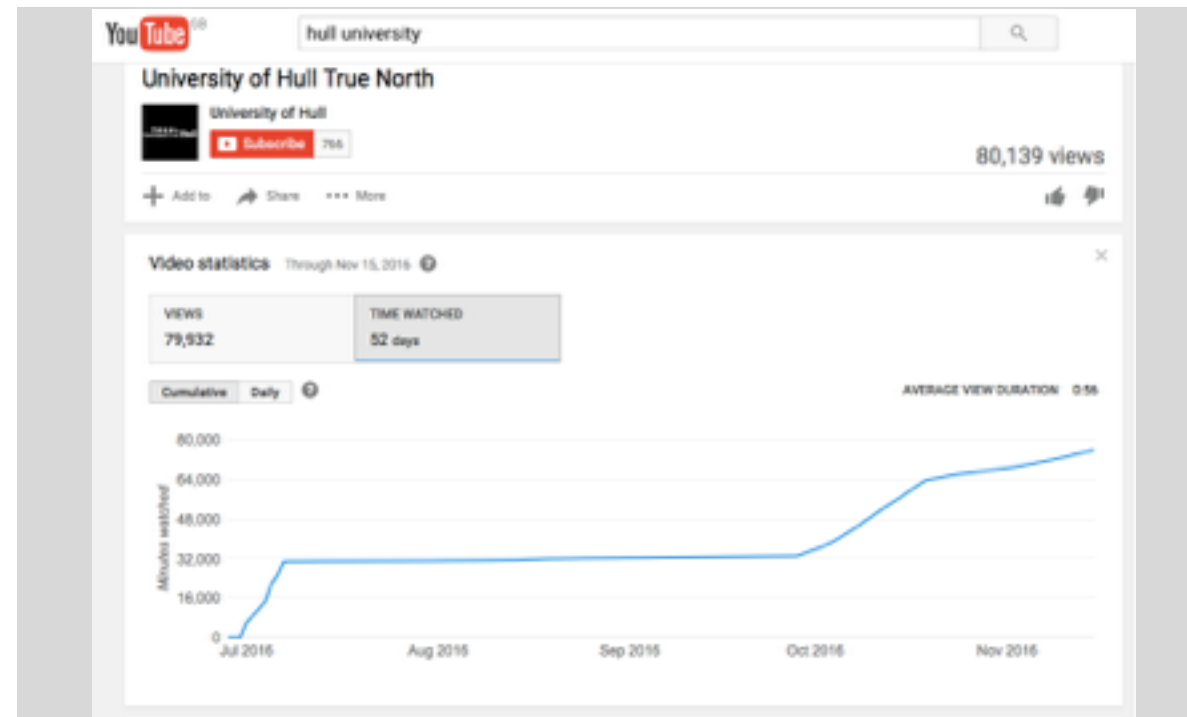 YouTube GB hull university
University of Hull True North
University of Hull
Subscribe 766
80,139 views
Add to Share More
Video statistics Through Nov 15, 2016
VIEWS TIME WATCHED
79,932 52 days
Cumulative Daily AVERAGE VIEW DURATION 0:56
80,000
64,000
48,000
32,000
16,000
0
Minutes watched
Jul 2016 Aug 2016 Sep 2016 Oct 2016 Nov 2016